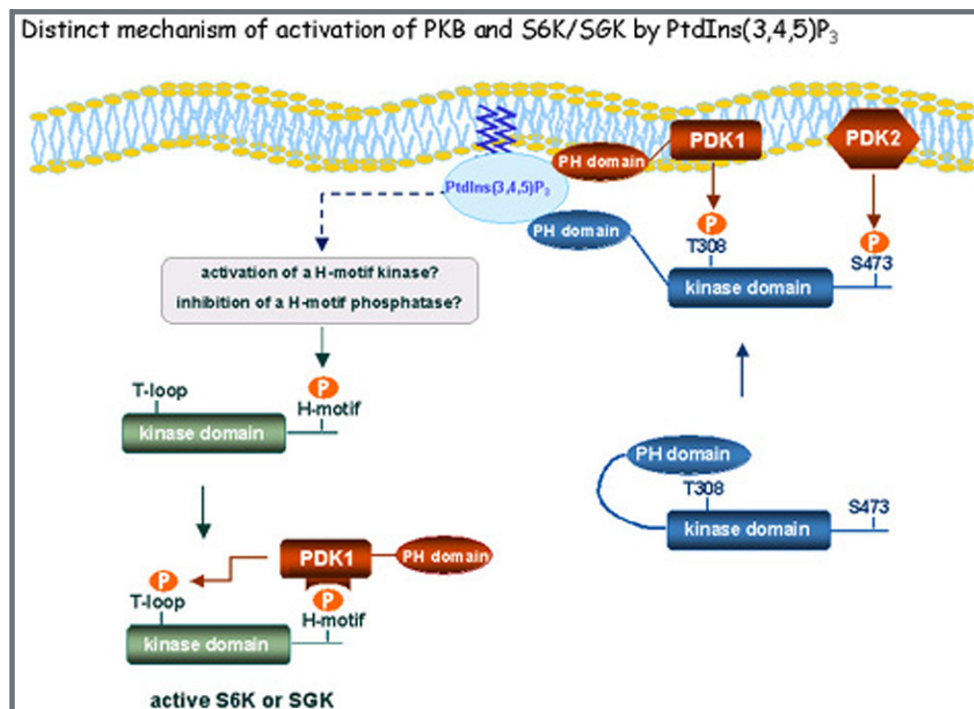 Distinct mechanism of activation of PKB and S6K/SGK by PtdIns(3,4,5)P3
PDK1
PDK2
PH domain
PtdIns(3,4,5)P3
PH domain
P
T308
P
S473
kinase domain
activation of a H-motif kinase?
inhibition of a H-motif phosphatase?
P
T-loop
H-motif
kinase domain
PH domain
T308
S473
kinase domain
PDK1
PH domain
P
P
T-loop
H-motif
kinase domain
active S6K or SGK